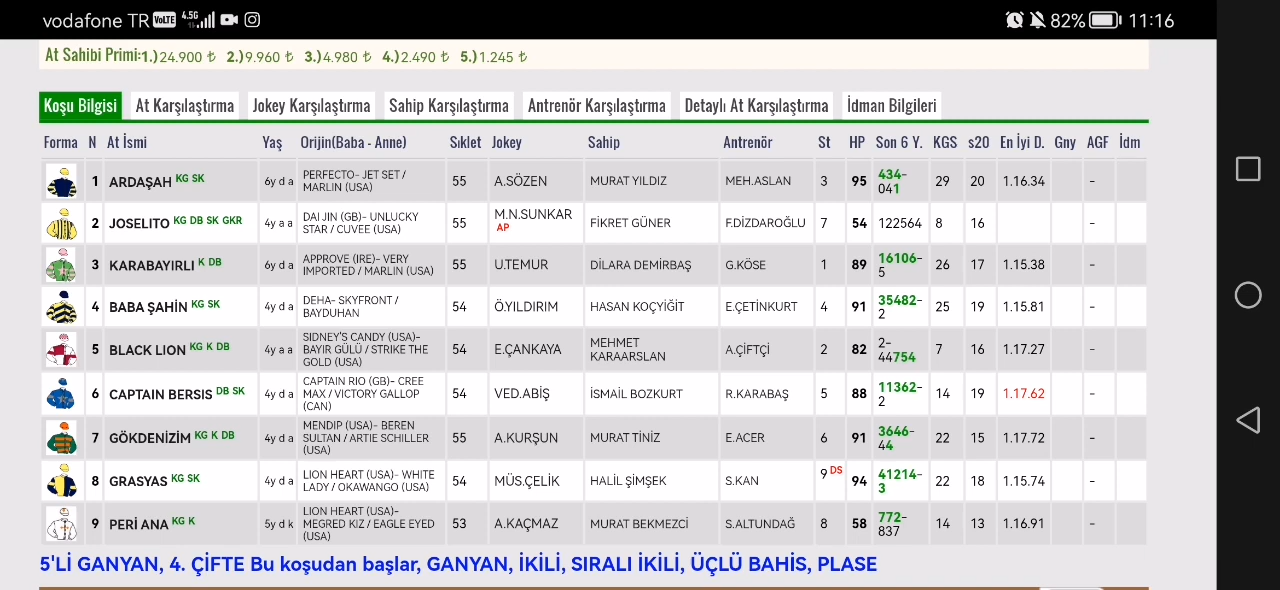 vodafone TR VoLTE 4.5G 82% 11:16
At Sahibi Primi:1.)24.900 ₺ 2.)9.960 ₺ 3.)4.980 ₺ 4.)2.490 ₺ 5.)1.245 ₺
Koşu Bilgisi At Karşılaştırma Jokey Karşılaştırma Sahip Karşılaştırma Antrenör Karşılaştırma Detaylı At Karşılaştırma İdman Bilgileri
Forma N At İsmi Yaş Orijin(Baba - Anne) Sıklet Jokey Sahip Antrenör St HP Son 6 Y. KGS s20 En İyi D. Gny AGF İdm
1 ARDAŞAH KG SK 6y d a PERFECTO- JET SET / MARLIN (USA) 55 A.SÖZEN MURAT YILDIZ MEH.ASLAN 3 95 434-041 29 20 1.16.34 -
2 JOSELITO KG DB SK GKR 4y a a DAI JIN (GB)- UNLUCKY STAR / CUVEE (USA) 55 M.N.SUNKAR AP FİKRET GÜNER F.DİZDAROĞLU 7 54 122564 8 16 -
3 KARABAYIRLI K DB 6y d a APPROVE (IRE)- VERY IMPORTED / MARLIN (USA) 55 U.TEMUR DİLARA DEMİRBAŞ G.KÖSE 1 89 16106-5 26 17 1.15.38 -
4 BABA ŞAHİN KG SK 4y d a DEHA- SKYFRONT / BAYDUHAN 54 Ö.YILDIRIM HASAN KOÇYİĞİT E.ÇETİNKURT 4 91 35482-2 25 19 1.15.81 -
5 BLACK LION KG K DB 4y a a SIDNEY'S CANDY (USA)- BAYIR GÜLÜ / STRIKE THE GOLD (USA) 54 E.ÇANKAYA MEHMET KARAARSLAN A.ÇİFTÇİ 2 82 2-44754 7 16 1.17.27 -
6 CAPTAIN BERSIS DB SK 4y d a CAPTAIN RIO (GB)- CREE MAX / VICTORY GALLOP (CAN) 54 VED.ABİŞ İSMAİL BOZKURT R.KARABAŞ 5 88 11362-2 14 19 1.17.62 -
7 GÖKDENİZİM KG K DB 4y d a MENDIP (USA)- BEREN SULTAN / ARTIE SCHILLER (USA) 55 A.KURŞUN MURAT TİNİZ E.ACER 6 91 3646-44 22 15 1.17.72 -
8 GRASYAS KG SK 4y d a LION HEART (USA)- WHITE LADY / OKAWANGO (USA) 54 MÜS.ÇELİK HALİL ŞİMŞEK S.KAN 9 DS 94 41214-3 22 18 1.15.74 -
9 PERİ ANA KG K 5y d k LION HEART (USA)- MEGRED KIZ / EAGLE EYED (USA) 53 A.KAÇMAZ MURAT BEKMEZCİ S.ALTUNDAĞ 8 58 772-837 14 13 1.16.91 -
5'Lİ GANYAN, 4. ÇİFTE Bu koşudan başlar, GANYAN, İKİLİ, SIRALI İKİLİ, ÜÇLÜ BAHİS, PLASE